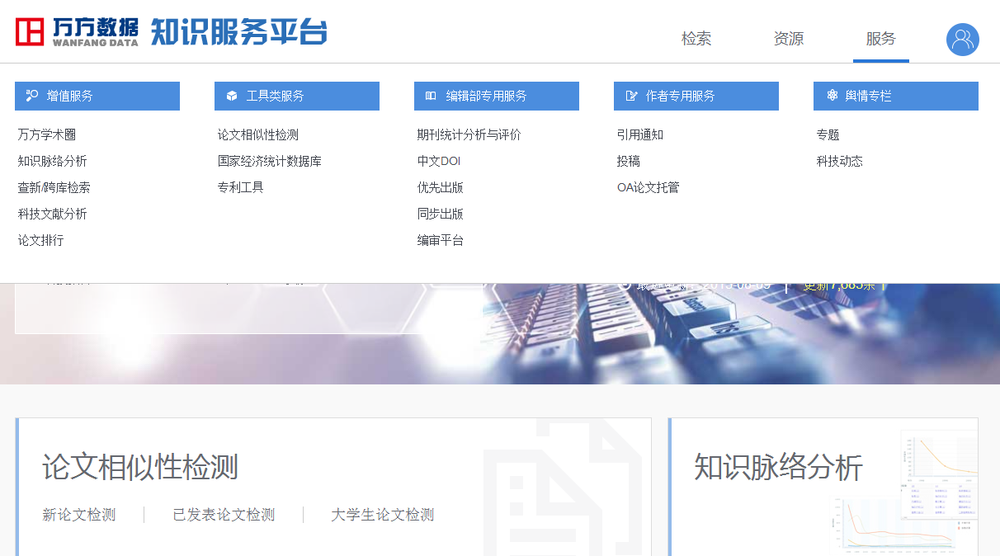 万方数据
WANFANG DATA
知识服务平台
检索
资源
服务
增值服务
工具类服务
编辑部专用服务
作者专用服务
舆情专栏
万方学术圈
知识脉络分析
查新/跨库检索
科技文献分析
论文排行
论文相似性检测
国家经济统计数据库
专利工具
期刊统计分析与评价
中文DOI
优先出版
同步出版
编审平台
引用通知
投稿
OA论文托管
专题
科技动态
论文相似性检测
新论文检测
已发表论文检测
大学生论文检测
知识脉络分析